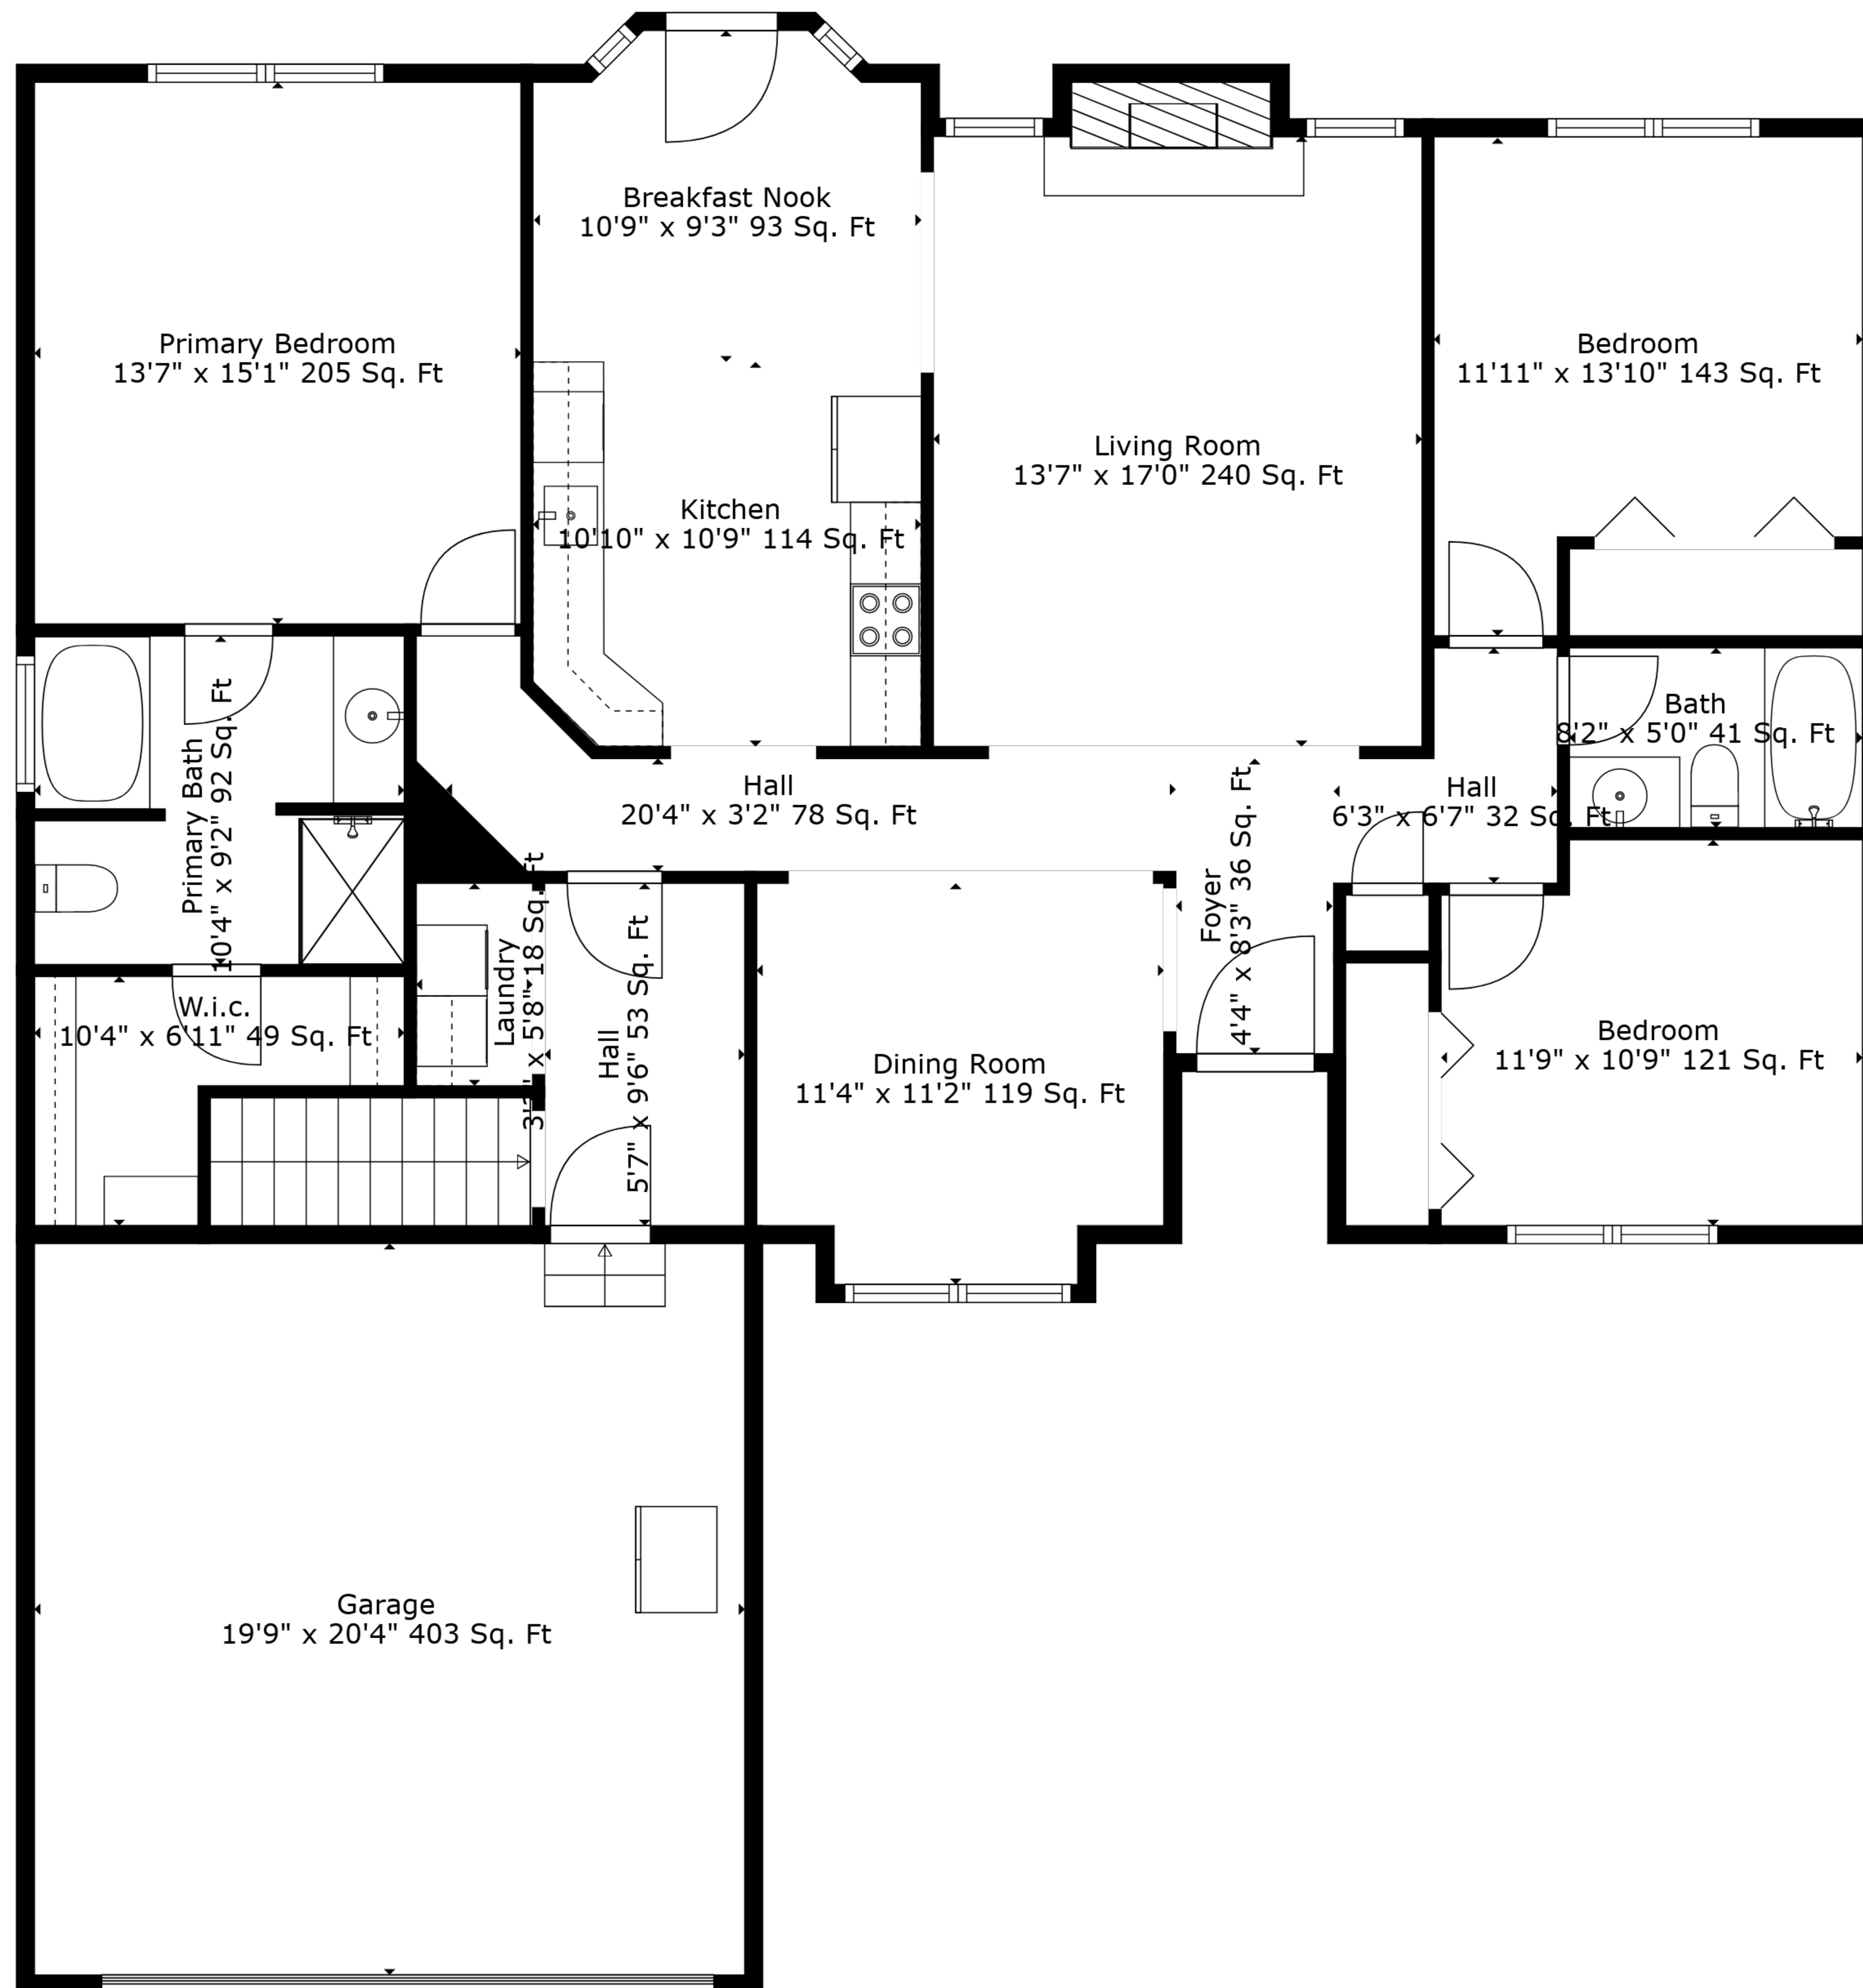 Breakfast Nook
10'9" x 9'3" 93 Sq. Ft
Primary Bedroom
13'7" x 15'1" 205 Sq. Ft
Bedroom
11'11" x 13'10" 143 Sq. Ft
Living Room
13'7" x 17'0" 240 Sq. Ft
Kitchen
10'10" x 10'9" 114 Sq. Ft
Bath
8'2" x 5'0" 41 Sq. Ft
Primary Bath
10'4" x 9'2" 92 Sq. Ft
Hall
20'4" x 3'2" 78 Sq. Ft
Hall
6'3" x 6'7" 32 Sq. Ft
Foyer
4'4" x 8'3" 36 Sq. Ft
Laundry
x 5'8" 18 Sq. Ft
Hall
5'7" x 9'6" 53 Sq. Ft
W.i.c.
10'4" x 6'11" 49 Sq. Ft
Dining Room
11'4" x 11'2" 119 Sq. Ft
Bedroom
11'9" x 10'9" 121 Sq. Ft
Garage
19'9" x 20'4" 403 Sq. Ft